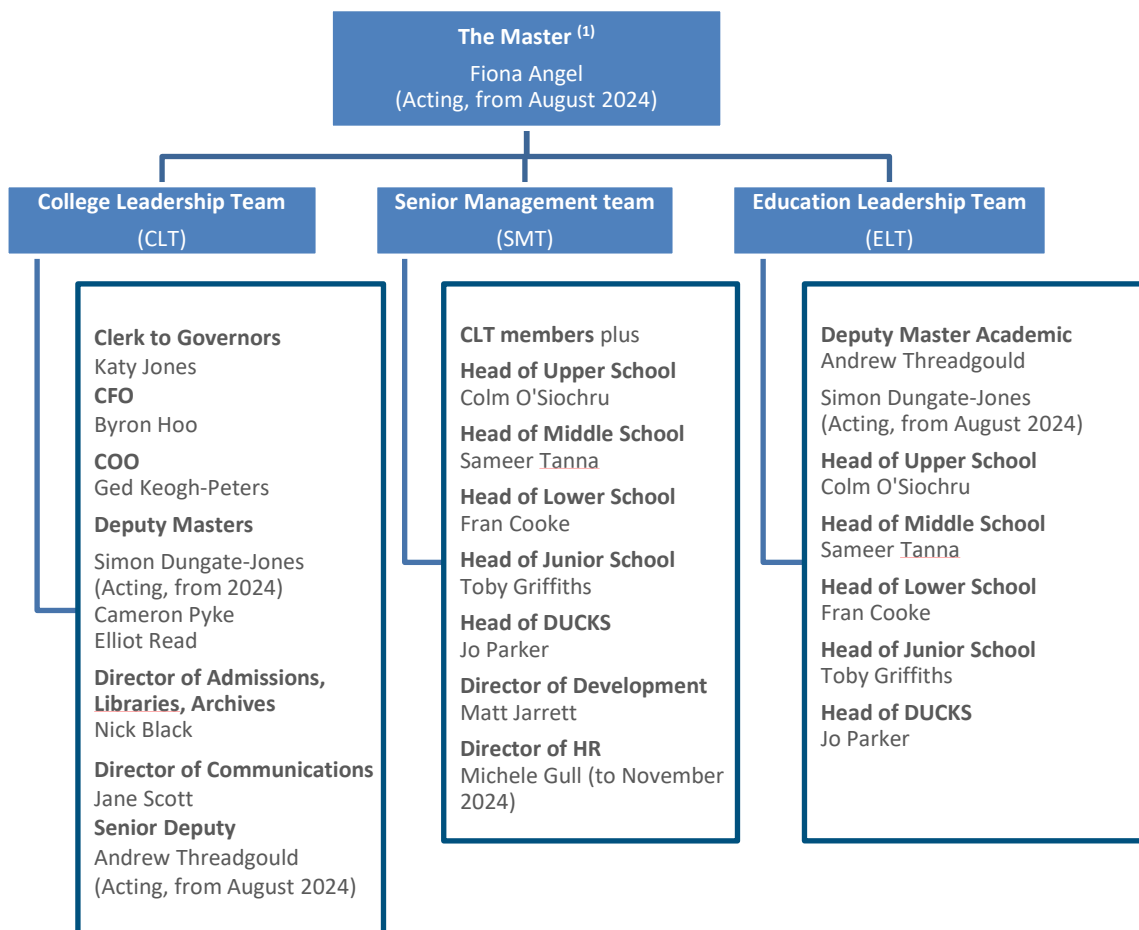 The Master (1)
Fiona Angel
(Acting, from August 2024)
College Leadership Team
(CLT)
Senior Management team
(SMT)
Education Leadership Team
(ELT)
Clerk to Governors
Katy Jones
CFO
Byron Hoo
COO
Ged Keogh-Peters
Deputy Masters
Simon Dungate-Jones
(Acting, from 2024)
Cameron Pyke
Elliot Read
Director of Admissions,
Libraries, Archives
Nick Black
Director of Communications
Jane Scott
Senior Deputy
Andrew Threadgould
(Acting, from August 2024)
CLT members plus
Head of Upper School
Colm O'Siochru
Head of Middle School
Sameer Tanna
Head of Lower School
Fran Cooke
Head of Junior School
Toby Griffiths
Head of DUCKS
Jo Parker
Director of Development
Matt Jarrett
Director of HR
Michele Gull (to November
2024)
Deputy Master Academic
Andrew Threadgould
Simon Dungate-Jones
(Acting, from August 2024)
Head of Upper School
Colm O'Siochru
Head of Middle School
Sameer Tanna
Head of Lower School
Fran Cooke
Head of Junior School
Toby Griffiths
Head of DUCKS
Jo Parker